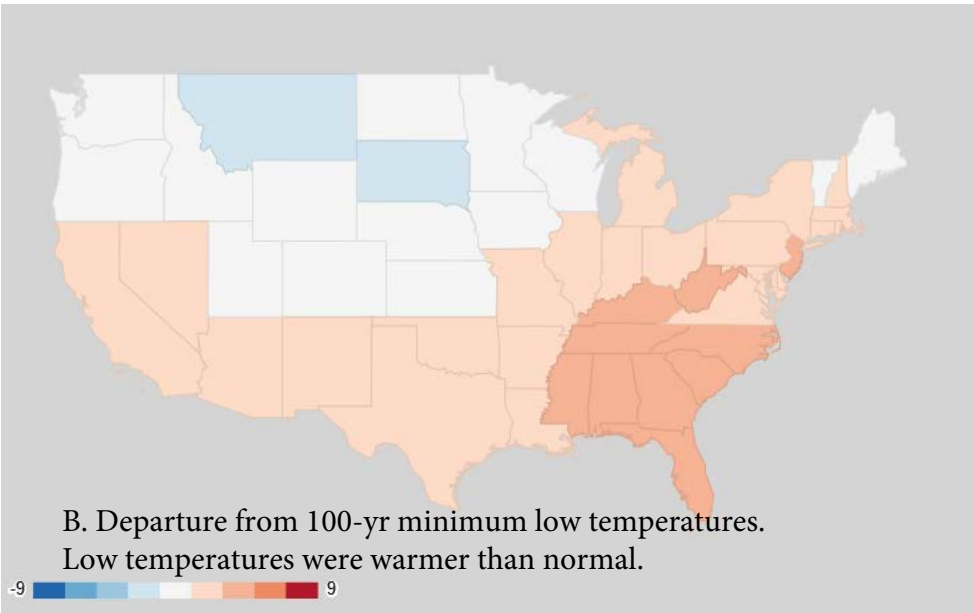 B. Departure from 100-yr minimum low temperatures.
Low temperatures were warmer than normal.
-9 9